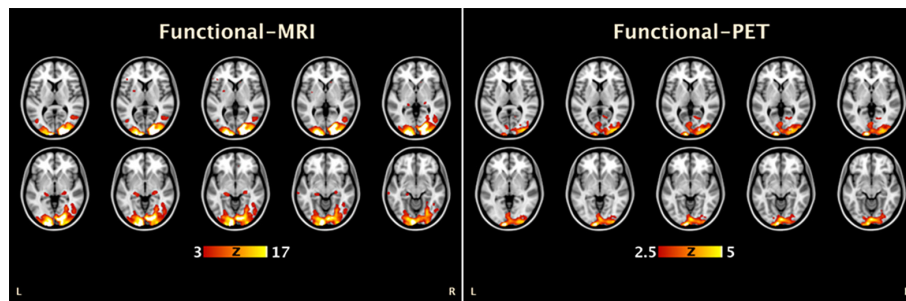 Functional-MRI
3 Z 17
L R
Functional-PET
2.5 Z 5
L